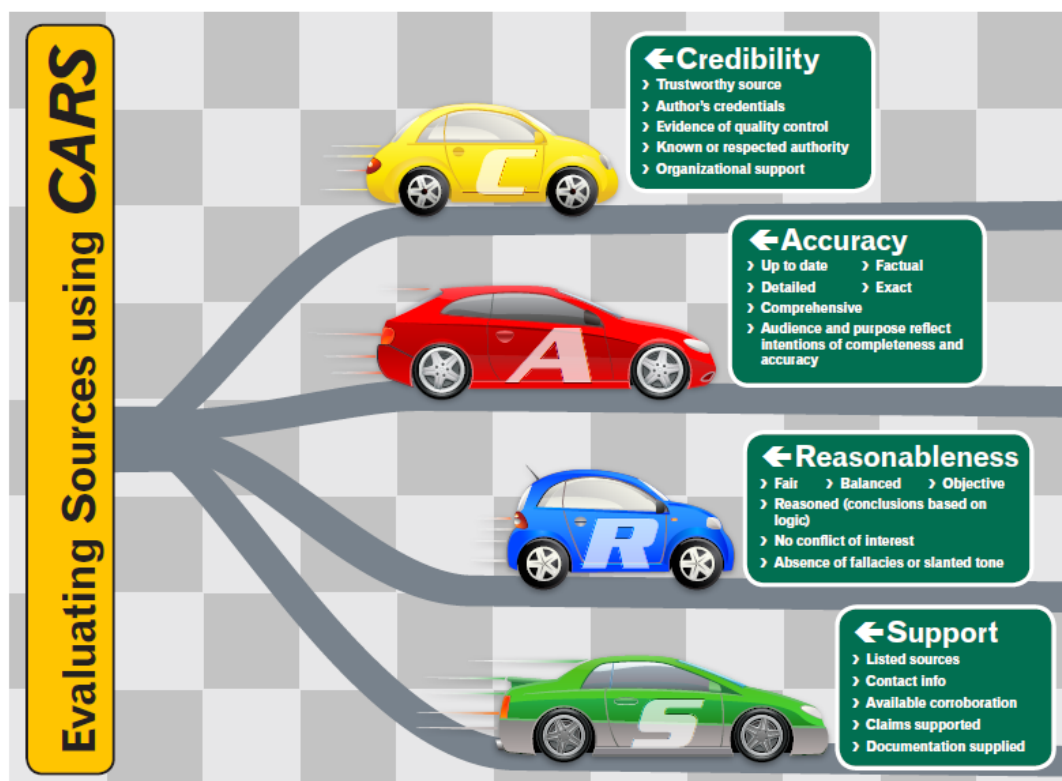 Evaluating Sources using CARS
C
←Credibility
› Trustworthy source
› Author's credentials
› Evidence of quality control
› Known or respected authority
› Organizational support
A
←Accuracy
› Up to date › Factual
› Detailed › Exact
› Comprehensive
› Audience and purpose reflect
intentions of completeness and
accuracy
R
←Reasonableness
› Fair › Balanced › Objective
› Reasoned (conclusions based on
logic)
› No conflict of interest
› Absence of fallacies or slanted tone
S
←Support
› Listed sources
› Contact info
› Available corroboration
› Claims supported
› Documentation supplied